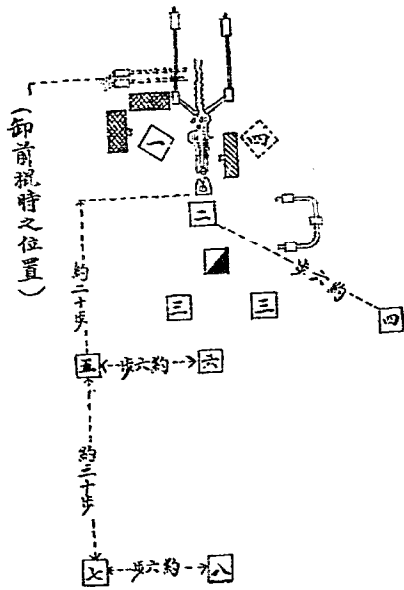 (卸前槻時之位置)
一
四
二
約六步
三
三
四
約二十步
五
約六步
六
約三十步
七
約六步
八